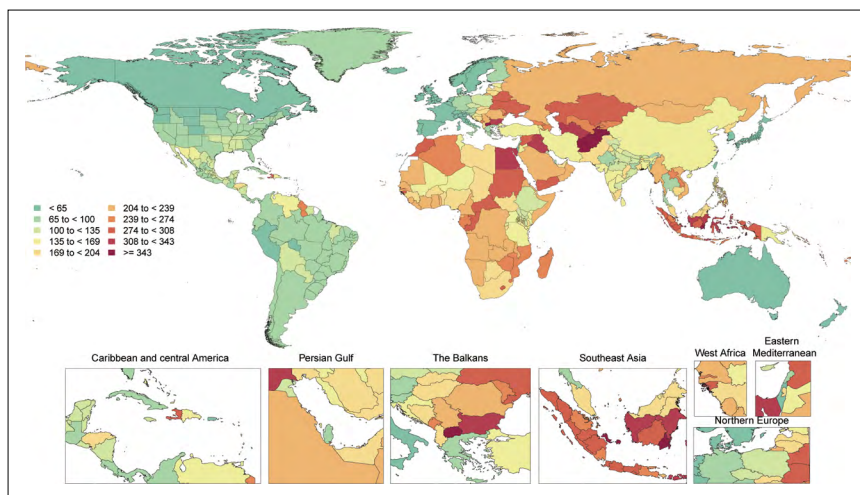 < 65
65 to < 100
100 to < 135
135 to < 169
169 to < 204
204 to < 239
239 to < 274
274 to < 308
308 to < 343
>= 343
Caribbean and central America
Persian Gulf
The Balkans
Southeast Asia
West Africa
Eastern
Mediterranean
Northern Europe